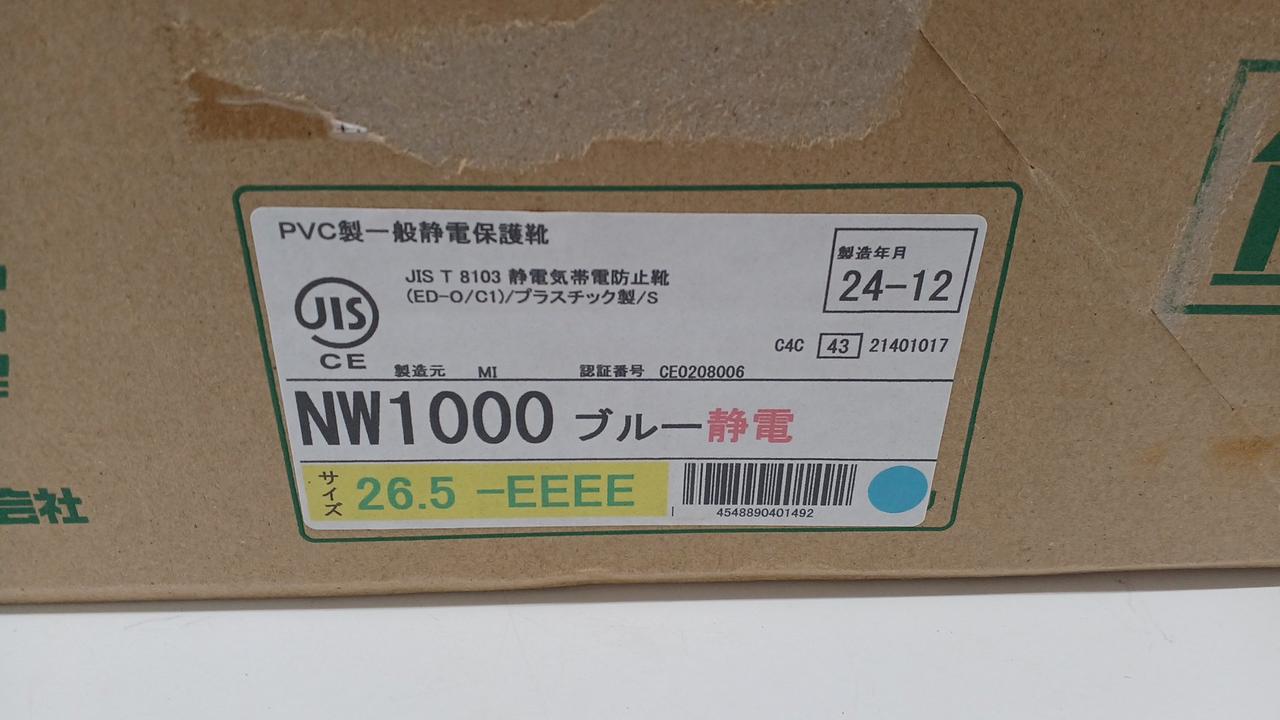 PVC製一般静電保護靴
JIS T 8103 静電気帯電防止靴
(ED-O/C1)/プラスチック製/S
JIS
CE
製造年月
24-12
C4C 43 21401017
製造元 MI 認証番号 CE0208006
NW1000 ブルー静電
サイズ 26.5 -EEEE
4548890401492
会社